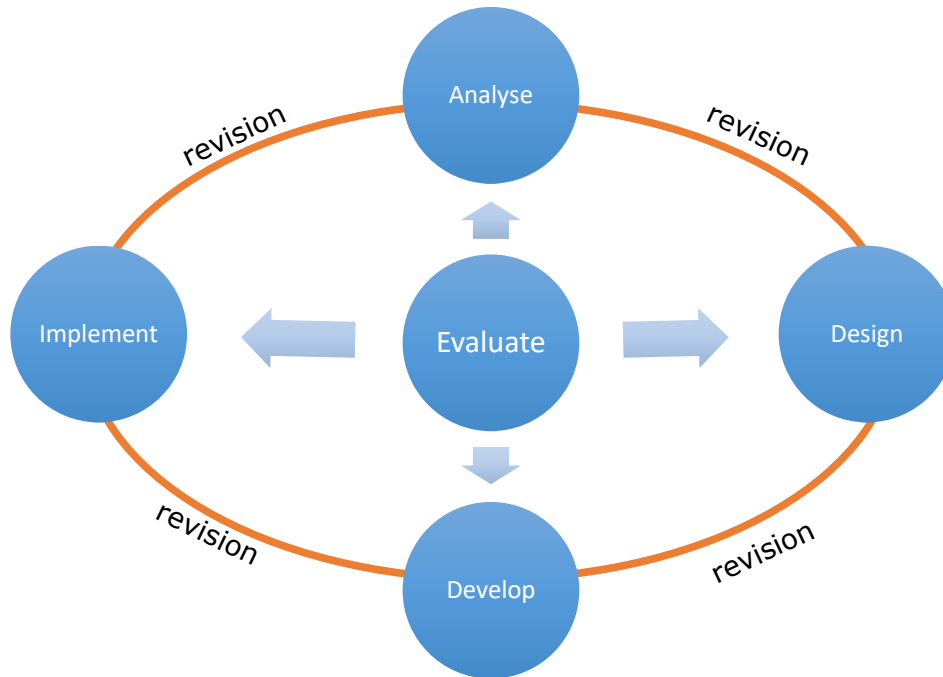 Analyse
revision
revision
Implement
Evaluate
Design
revision
revision
Develop